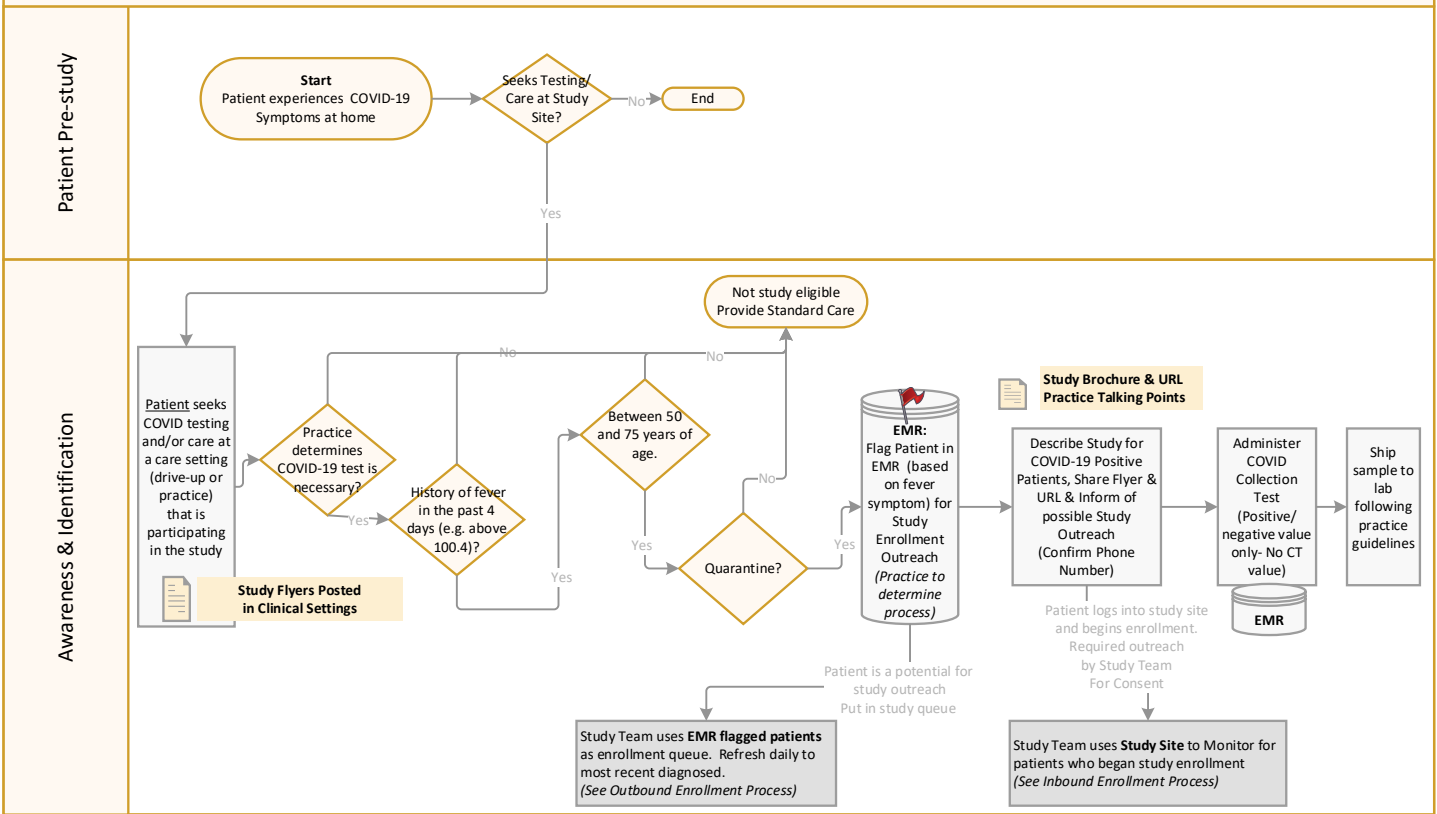 Patient Pre-study
Start
Patient experiences COVID-19
Symptoms at home
Seeks Testing/
Care at Study
Site?
No
End
Yes
Awareness & Identification
Not study eligible
Provide Standard Care
Patient seeks
COVID testing
and/or care at
a care setting
(drive-up or
practice)
that is
participating
in the study
Study Flyers Posted
in Clinical Settings
Practice
determines
COVID-19 test is
necessary?
Yes
No
History of fever
in the past 4
days (e.g. above
100.4)?
Yes
Between 50
and 75 years of
age.
No
Yes
Quarantine?
No
Yes
EMR:
Flag Patient in
EMR (based
on fever
symptom) for
Study
Enrollment
Outreach
(Practice to
determine
process)
Patient is a potential for
study outreach
Put in study queue
Study Team uses EMR flagged patients
as enrollment queue. Refresh daily to
most recent diagnosed.
(See Outbound Enrollment Process)
Study Brochure & URL
Practice Talking Points
Describe Study for
COVID-19 Positive
Patients, Share Flyer &
URL & Inform of
possible Study
Outreach
(Confirm Phone
Number)
Patient logs into study site
and begins enrollment.
Required outreach
by Study Team
For Consent
Study Team uses Study Site to Monitor for
patients who began study enrollment
(See Inbound Enrollment Process)
Administer
COVID
Collection
Test
(Positive/
negative value
only- No CT
value)
EMR
Ship
sample to
lab
following
practice
guidelines